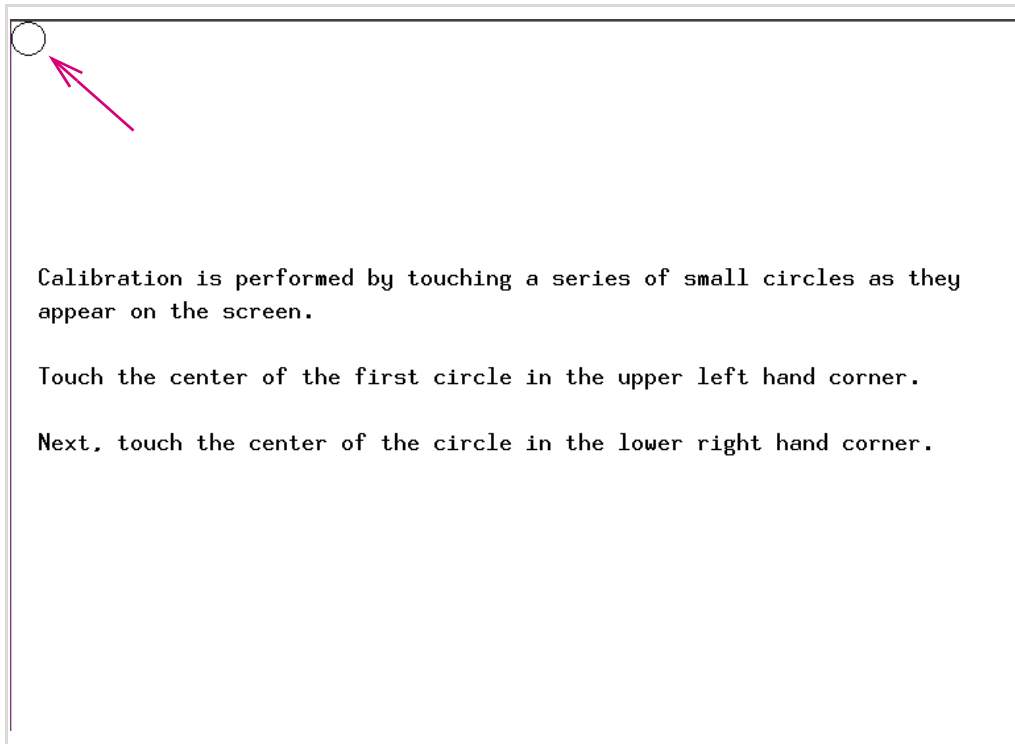 Calibration is performed by touching a series of small circles as they
appear on the screen.
Touch the center of the first circle in the upper left hand corner.
Next, touch the center of the circle in the lower right hand corner.